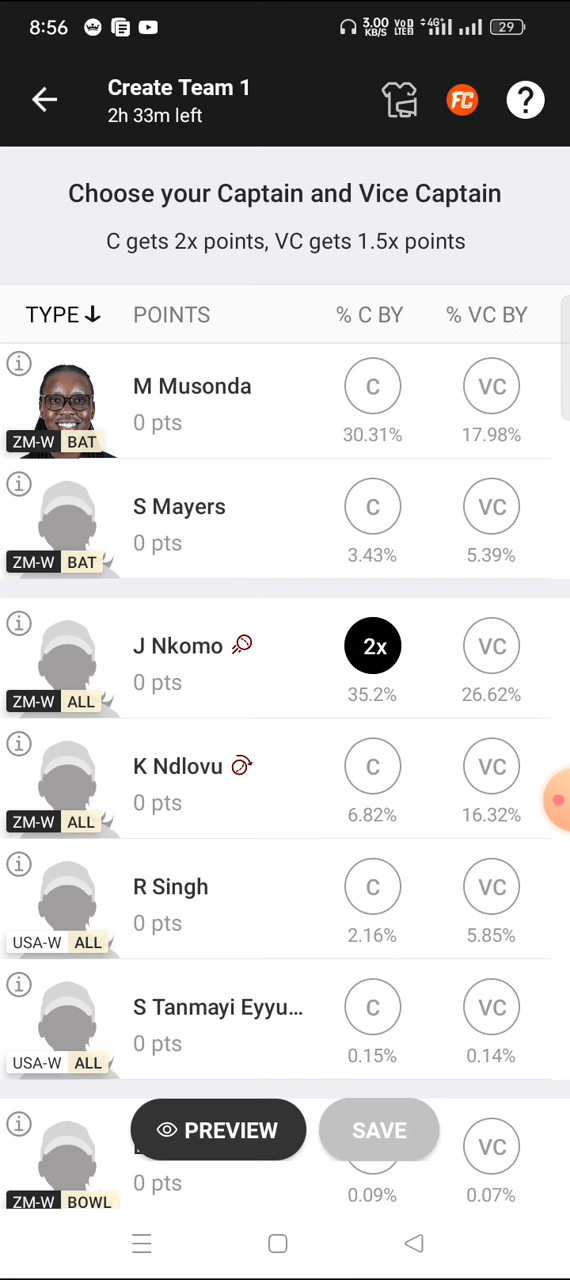 8:56
3.00 KB/S
VoD LTE
4G+
29
Create Team 1
2h 33m left
FC
?
Choose your Captain and Vice Captain
C gets 2x points, VC gets 1.5x points
TYPE↓ POINTS % C BY % VC BY
M Musonda C VC
0 pts 30.31% 17.98%
ZM-W BAT
S Mayers C VC
0 pts 3.43% 5.39%
ZM-W BAT
J Nkomo 2x VC
0 pts 35.2% 26.62%
ZM-W ALL
K Ndlovu C VC
0 pts 6.82% 16.32%
ZM-W ALL
R Singh C VC
0 pts 2.16% 5.85%
USA-W ALL
S Tanmayi Eyyu... C VC
0 pts 0.15% 0.14%
USA-W ALL
PREVIEW SAVE VC
0 pts 0.09% 0.07%
ZM-W BOWL